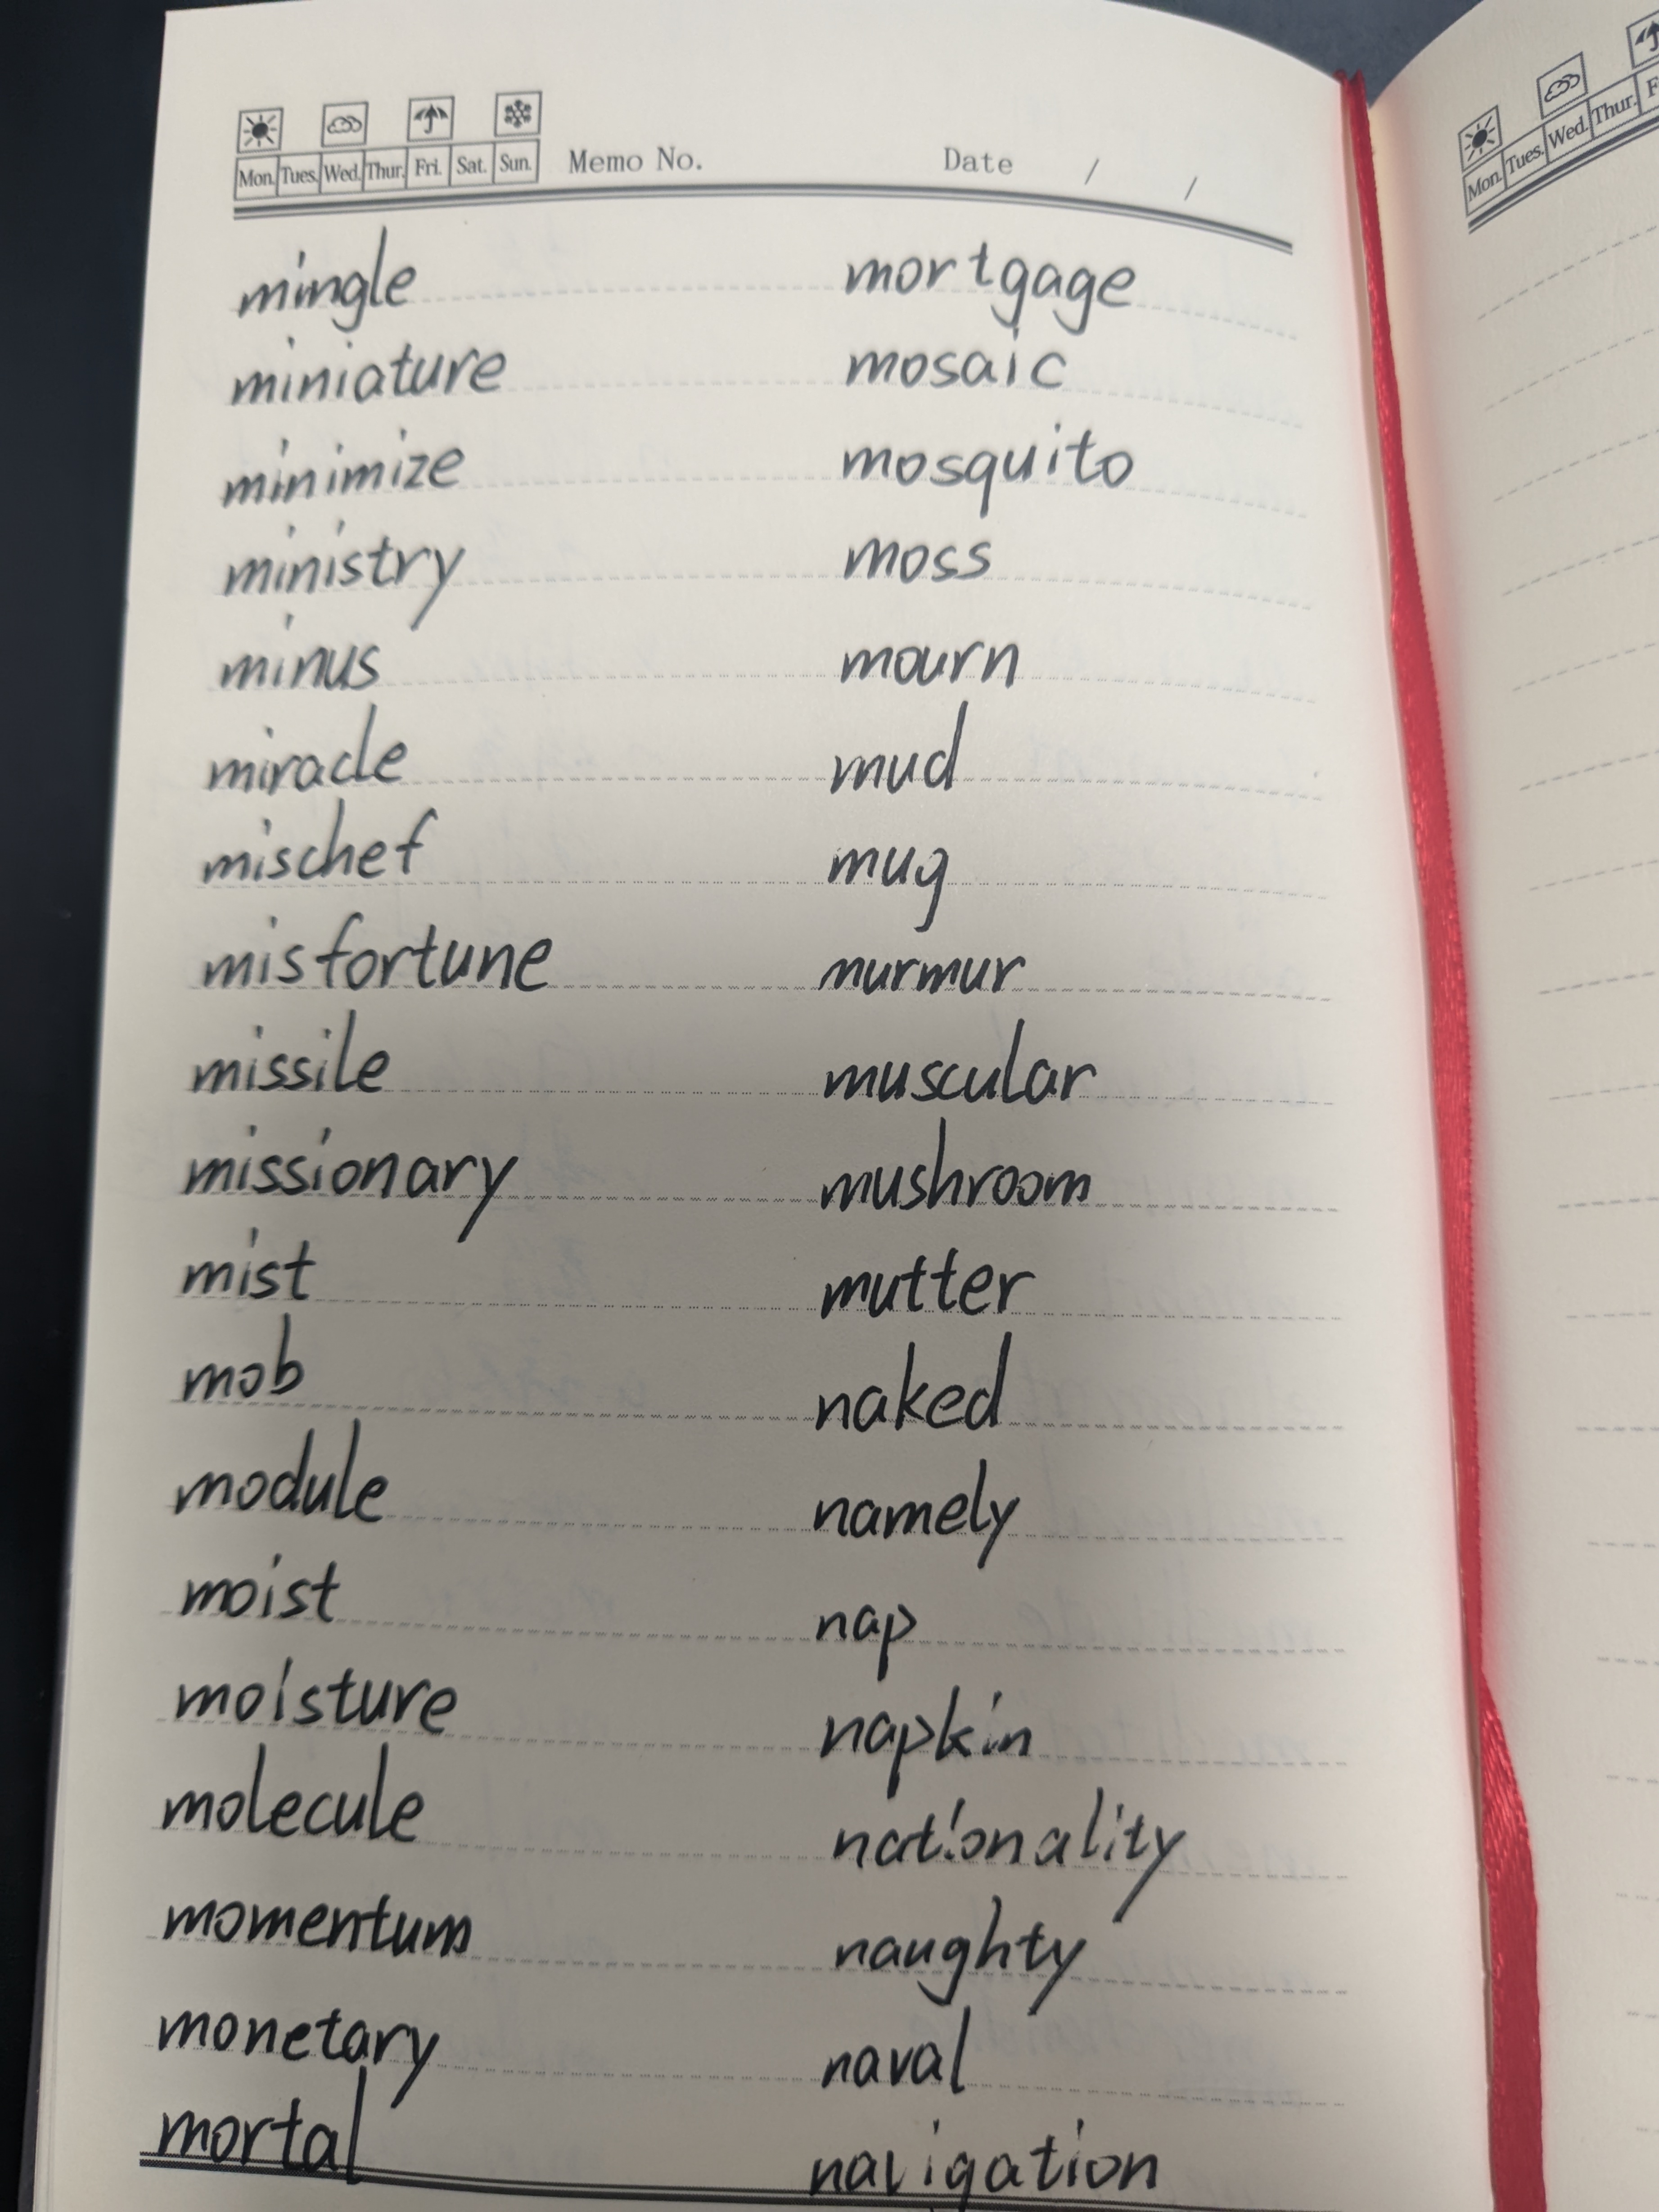 Mon. Tues. Wed. Thur. Fri. Sat. Sun. Memo No. Date / /
mingle
miniature
minimize
ministry
minus
miracle
mischef
misfortune
missile
missionary
mist
mob
module
moist
moisture
molecule
momentum
monetary
mortal
mortgage
mosaic
mosquito
moss
mourn
mud
mug
murmur
muscular
mushroom
mutter
naked
namely
nap
napkin
nationality
naughty
naval
navigation
Mon. Tues. Wed. Thur.